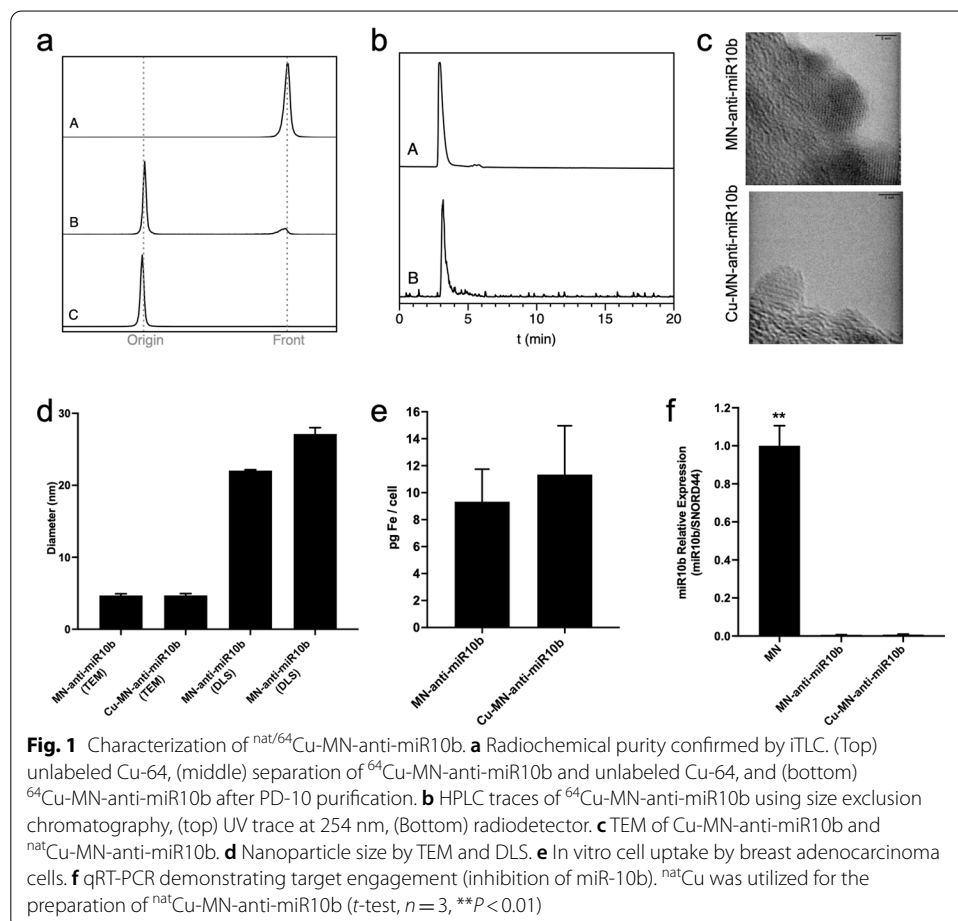 a
A
B
C
Origin
Front
b
A
B
0
5
10
15
20
t (min)
c
MN-anti-miR10b
Cu-MN-anti-miR10b
d
Diameter (nm)
30
20
10
0
MN-anti-miR10b
(TEM)
Cu-MN-anti-miR10b
(TEM)
MN-anti-miR10b
(DLS)
MN-anti-miR10b
(DLS)
e
pg Fe / cell
16
14
12
10
8
6
4
2
0
MN-anti-miR10b
Cu-MN-anti-miR10b
f
miR10b Relative Expression
(miR10b/SNORD44)
1.2
1.0
0.8
0.6
0.4
0.2
0.0
**
MN
MN-anti-miR10b
Cu-MN-anti-miR10b
Fig. 1 Characterization of nat/64Cu-MN-anti-miR10b. a Radiochemical purity confirmed by iTLC. (Top)
unlabeled Cu-64, (middle) separation of 64Cu-MN-anti-miR10b and unlabeled Cu-64, and (bottom)
64Cu-MN-anti-miR10b after PD-10 purification. b HPLC traces of 64Cu-MN-anti-miR10b using size exclusion
chromatography, (top) UV trace at 254 nm, (Bottom) radiodetector. c TEM of Cu-MN-anti-miR10b and
natCu-MN-anti-miR10b. d Nanoparticle size by TEM and DLS. e In vitro cell uptake by breast adenocarcinoma
cells. f qRT-PCR demonstrating target engagement (inhibition of miR-10b). natCu was utilized for the
preparation of natCu-MN-anti-miR10b (t-test, n = 3, **P < 0.01)